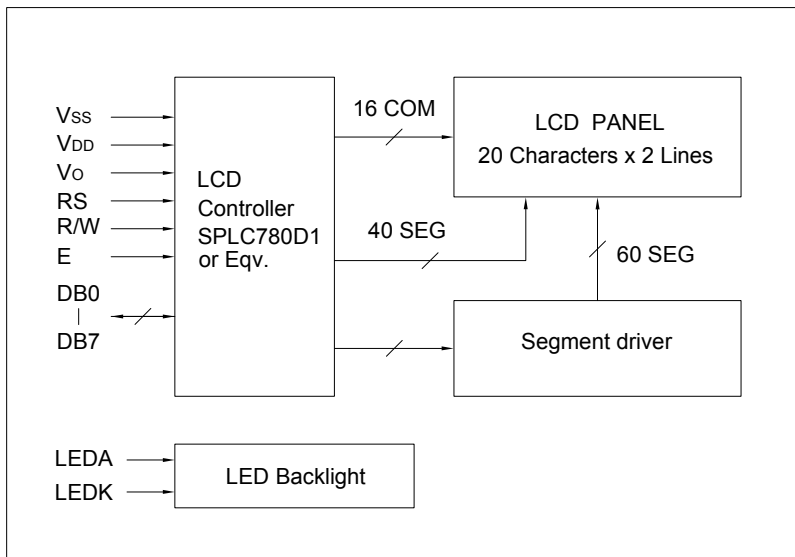 VSS
VDD
VO
RS
R/W
E
DB0
DB7
LCD
Controller
SPLC780D1
or Eqv.
16 COM
40 SEG
LCD PANEL
20 Characters x 2 Lines
60 SEG
Segment driver
LEDA
LEDK
LED Backlight